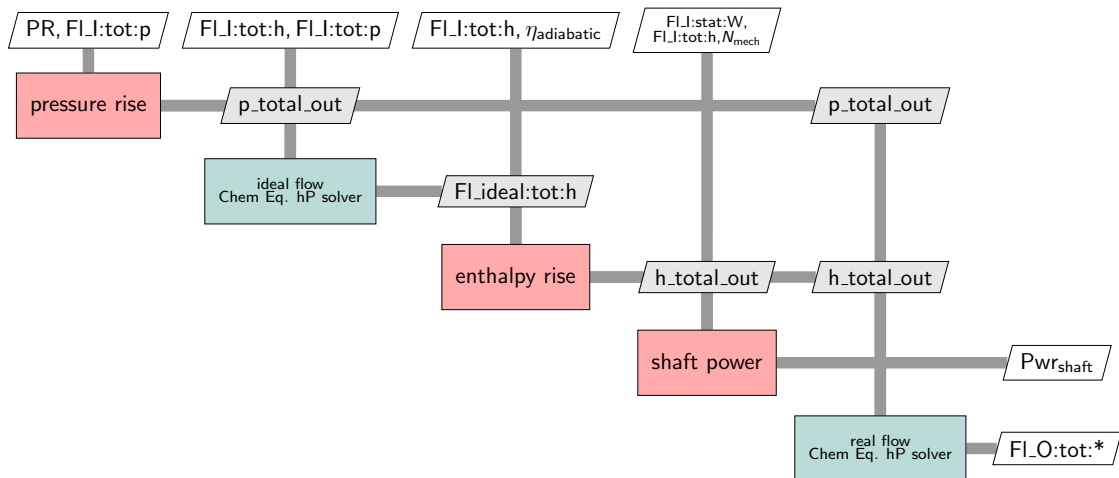 PR, Fl_I:tot:p
Fl_I:tot:h, Fl_I:tot:p
Fl_I:tot:h, ηadiabatic
Fl_I:stat:W,
Fl_I:tot:h, Nmech
pressure rise
p_total_out
p_total_out
ideal flow
Chem Eq. hP solver
Fl_ideal:tot:h
enthalpy rise
h_total_out
h_total_out
shaft power
Pwrshaft
real flow
Chem Eq. hP solver
Fl_O:tot:*